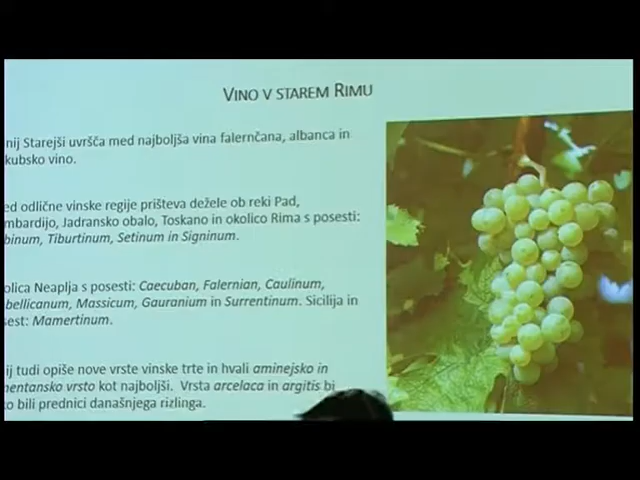 VINO V STAREM RIMU
nij Starejši uvršča med najboljša vina falernčana, albanca in
kubsko vino.
ed odlične vinske regije prišteva dežele ob reki Pad,
mbardijo, Jadransko obalo, Toskano in okolico Rima s posesti:
binum, Tiburtinum, Setinum in Signinum.
olica Neaplja s posesti: Caecuban, Falernian, Caulinum,
bellicanum, Massicum, Gauranium in Surrentinum. Sicilija in
sest: Mamertinum.
ij tudi opiše nove vrste vinske trte in hvali aminejsko in
mentansko vrsto kot najboljši. Vrsta arcelaca in argitis bi
o bili predniki današnjega rizlinga.